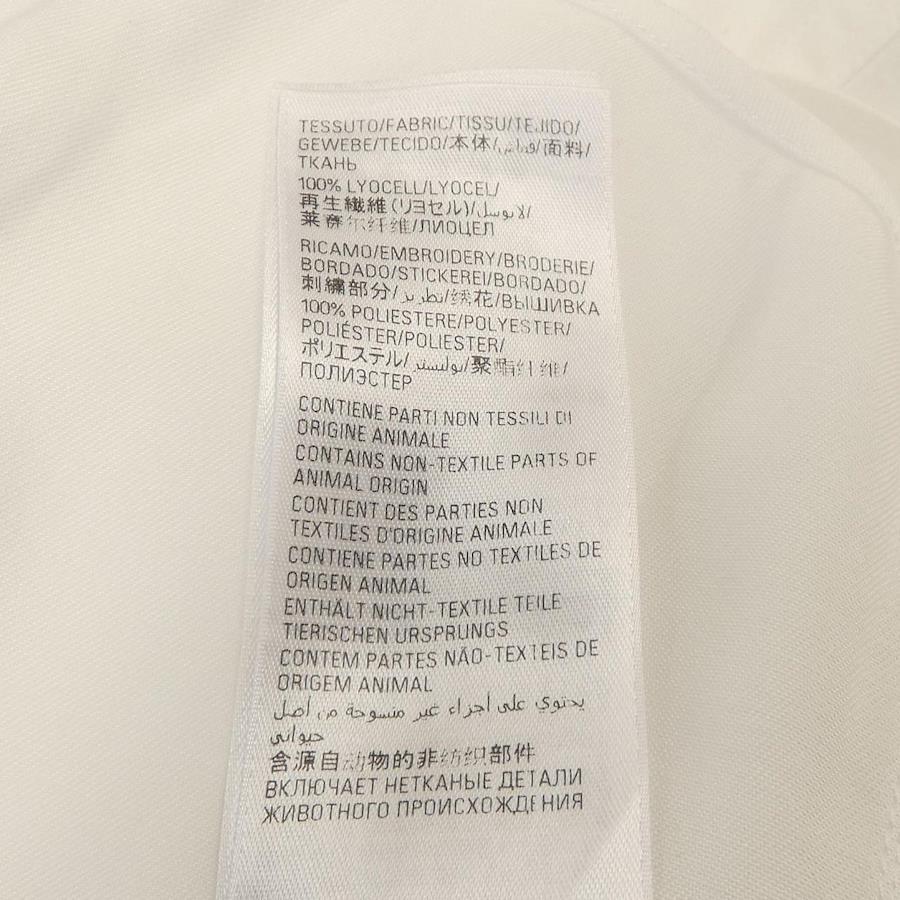 TESSUTO/FABRIC/TISSU/TEJIDO/
GEWEBE/TECIDO/本体/قماش/面料/
ТКАНЬ
100% LYOCELL/LYOCEL/
再生繊維(リヨセル)/لايوسل/
莱赛尔纤维/ЛИОЦЕЛ
RICAMO/EMBROIDERY/BRODERIE/
BORDADO/STICKEREI/BORDADO/
刺繍部分/تطريز/绣花/ВЫШИВКА
100% POLIESTERE/POLYESTER/
POLIÉSTER/POLIESTER/
ポリエステル/بوليستر/聚酯纤维/
ПОЛИЭСТЕР
CONTIENE PARTI NON TESSILI DI
ORIGINE ANIMALE
CONTAINS NON-TEXTILE PARTS OF
ANIMAL ORIGIN
CONTIENT DES PARTIES NON
TEXTILES D'ORIGINE ANIMALE
CONTIENE PARTES NO TEXTILES DE
ORIGEN ANIMAL
ENTHÄLT NICHT-TEXTILE TEILE
TIERISCHEN URSPRUNGS
CONTEM PARTES NÃO-TEXTEIS DE
ORIGEM ANIMAL
يحتوي على أجزاء غير منسوجة من أصل
حيواني
含源自动物的非纺织部件
ВКЛЮЧАЕТ НЕТКАНЫЕ ДЕТАЛИ
ЖИВОТНОГО ПРОИСХОЖДЕНИЯ